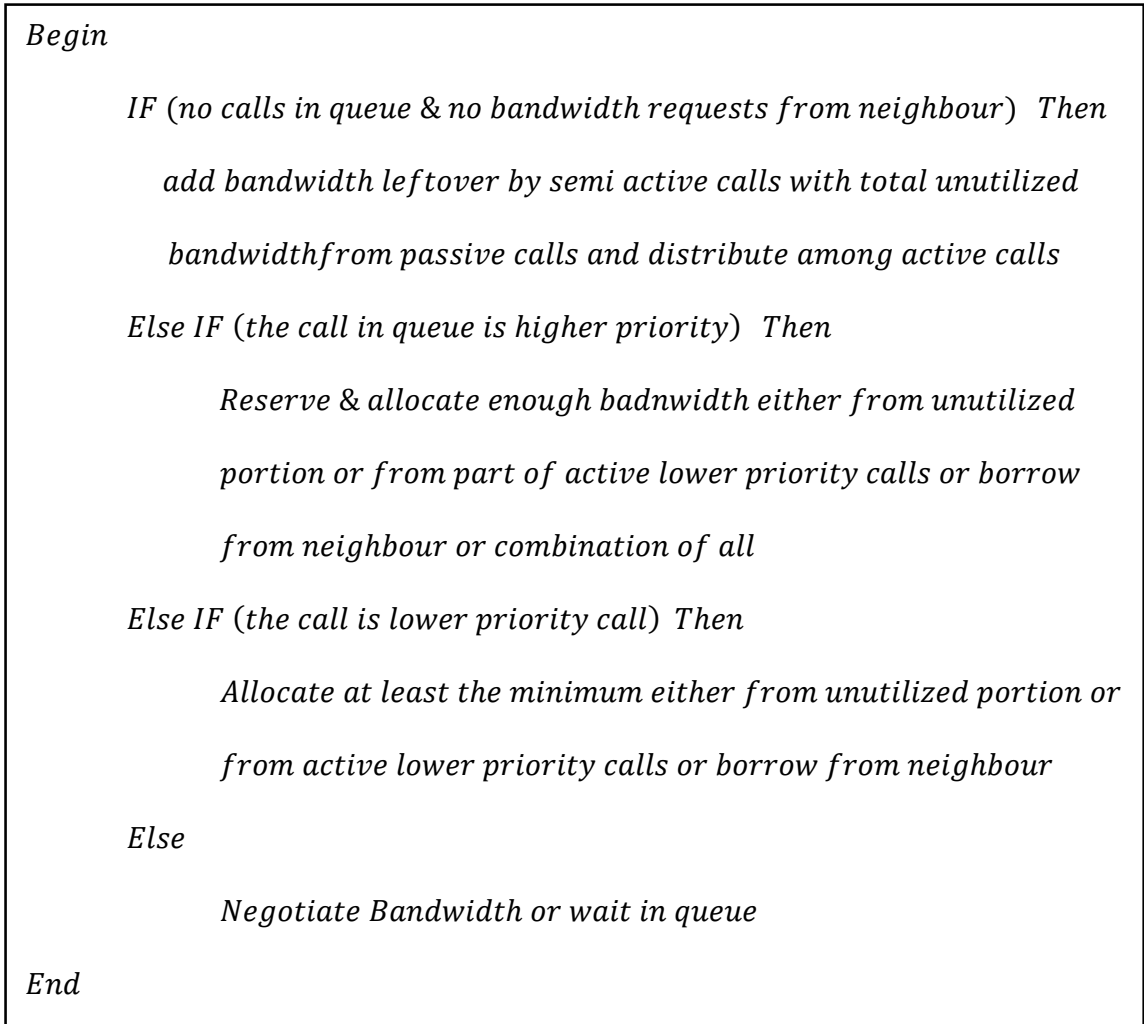 Begin
IF (no calls in queue & no bandwidth requests from neighbour) Then
add bandwidth leftover by semi active calls with total unutilized
bandwidthfrom passive calls and distribute among active calls
Else IF (the call in queue is higher priority) Then
Reserve & allocate enough badnwidth either from unutilized
portion or from part of active lower priority calls or borrow
from neighbour or combination of all
Else IF (the call is lower priority call) Then
Allocate at least the minimum either from unutilized portion or
from active lower priority calls or borrow from neighbour
Else
Negotiate Bandwidth or wait in queue
End